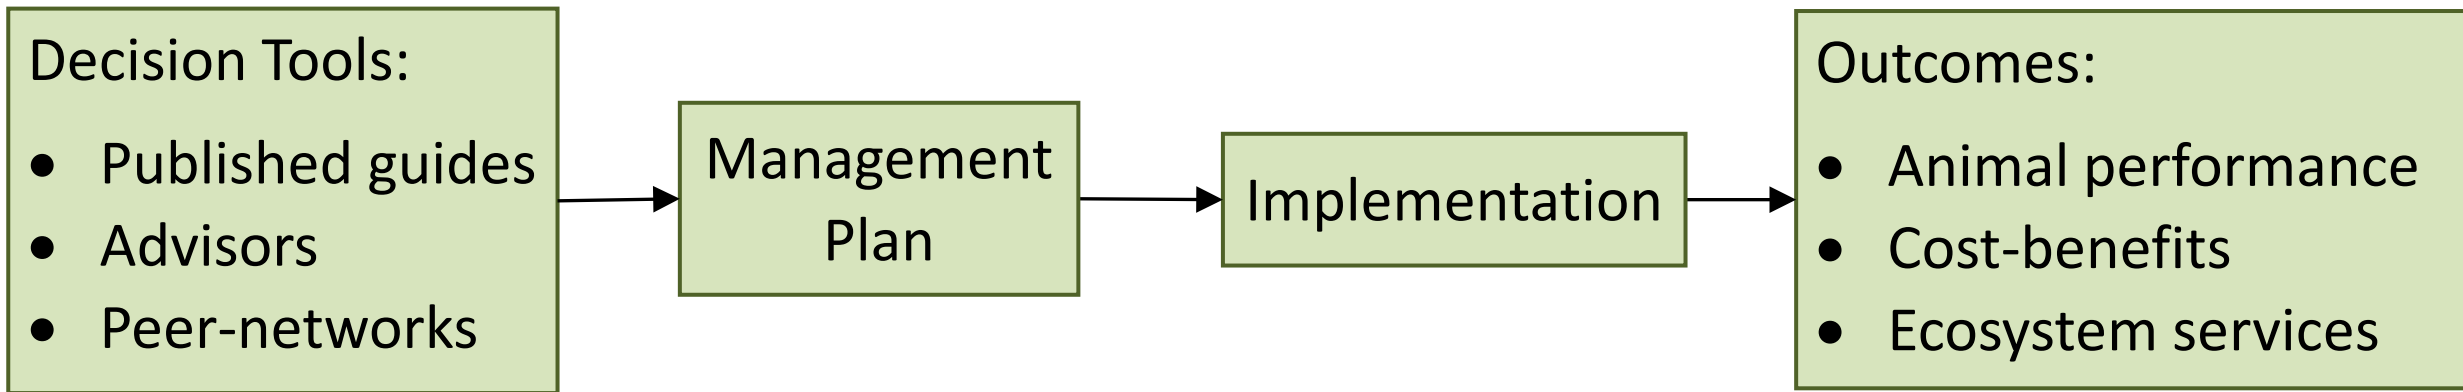 Decision Tools:
● Published guides
● Advisors
● Peer-networks
Management
Plan
Implementation
Outcomes:
● Animal performance
● Cost-benefits
● Ecosystem services